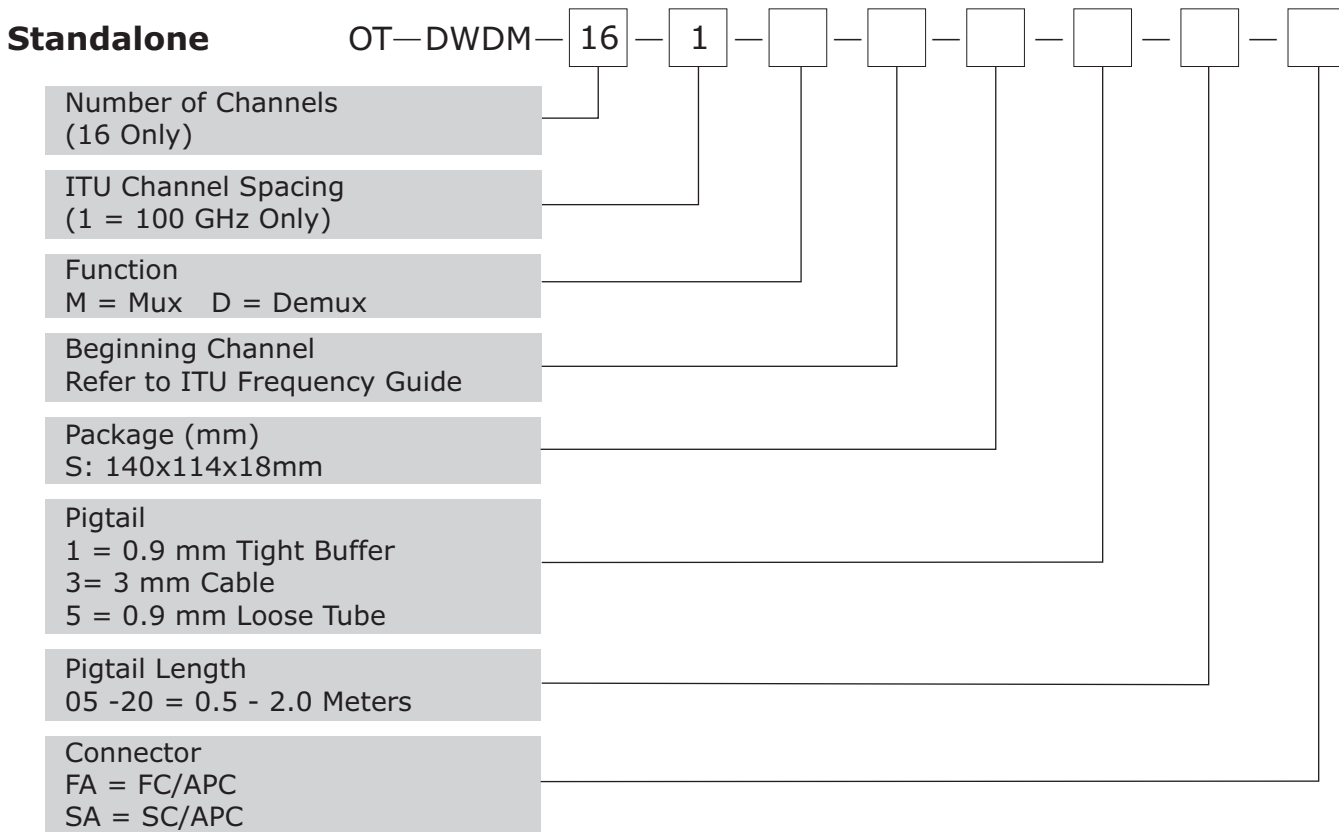 Standalone OT—DWDM— 16 — 1 — — — — — —
Number of Channels
(16 Only)
ITU Channel Spacing
(1 = 100 GHz Only)
Function
M = Mux D = Demux
Beginning Channel
Refer to ITU Frequency Guide
Package (mm)
S: 140x114x18mm
Pigtail
1 = 0.9 mm Tight Buffer
3= 3 mm Cable
5 = 0.9 mm Loose Tube
Pigtail Length
05 -20 = 0.5 - 2.0 Meters
Connector
FA = FC/APC
SA = SC/APC